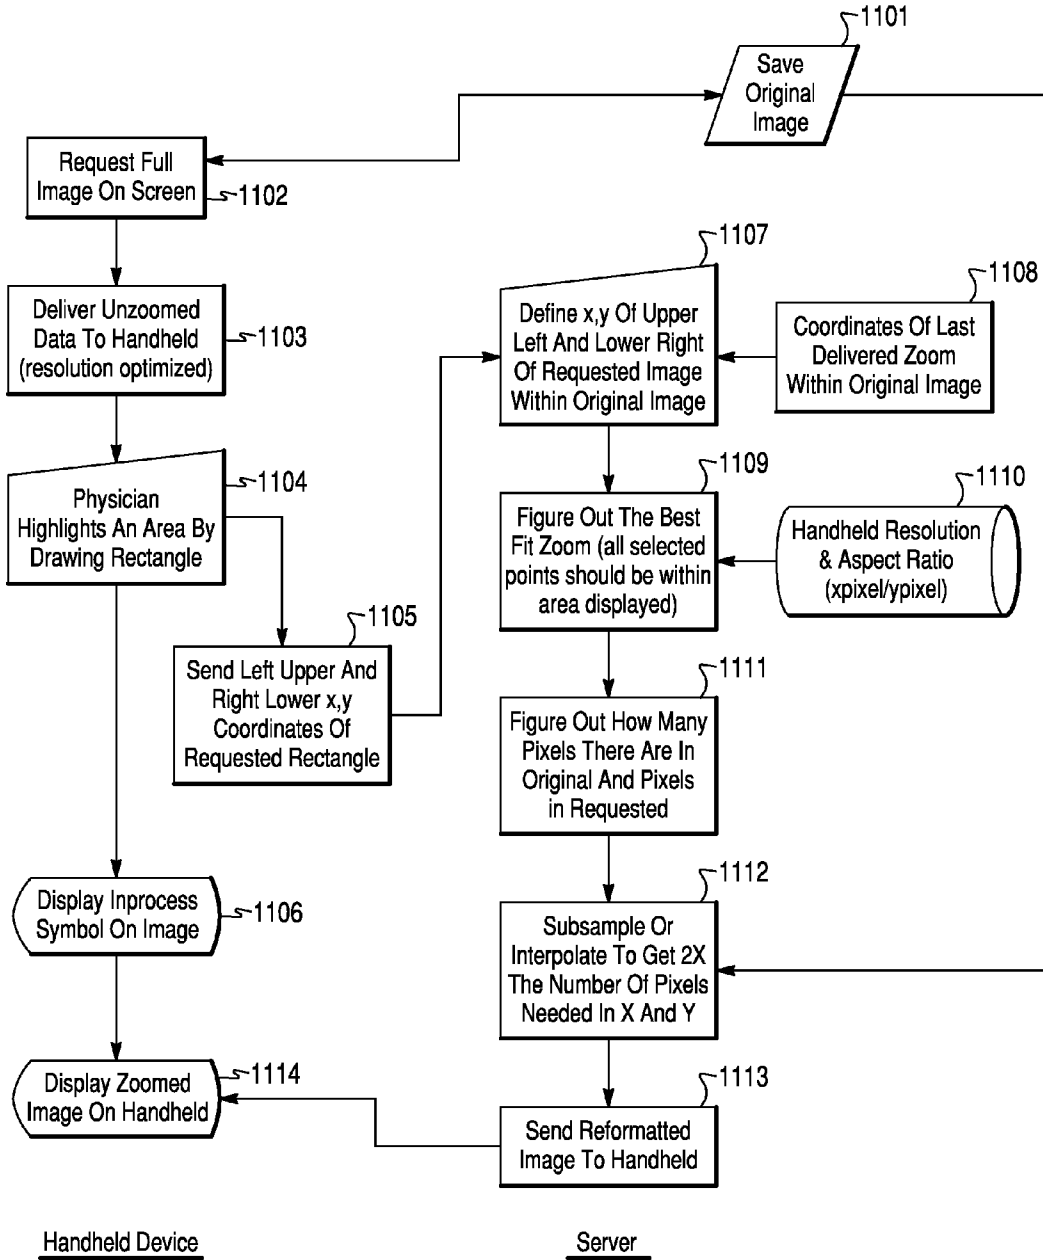 1101
Save
Original
Image
Request Full
Image On Screen
1102
1107
1108
Deliver Unzoomed
Data To Handheld
(resolution optimized)
1103
Define x,y Of Upper
Left And Lower Right
Of Requested Image
Within Original Image
Coordinates Of Last
Delivered Zoom
Within Original Image
1104
Physician
Highlights An Area By
Drawing Rectangle
1109
Figure Out The Best
Fit Zoom (all selected
points should be within
area displayed)
1110
Handheld Resolution
& Aspect Ratio
(xpixel/ypixel)
1105
Send Left Upper And
Right Lower x,y
Coordinates Of
Requested Rectangle
1111
Figure Out How Many
Pixels There Are In
Original And Pixels
in Requested
Display Inprocess
Symbol On Image
1106
1112
Subsample Or
Interpolate To Get 2X
The Number Of Pixels
Needed In X And Y
Display Zoomed
Image On Handheld
1114
1113
Send Reformatted
Image To Handheld
Handheld Device
Server